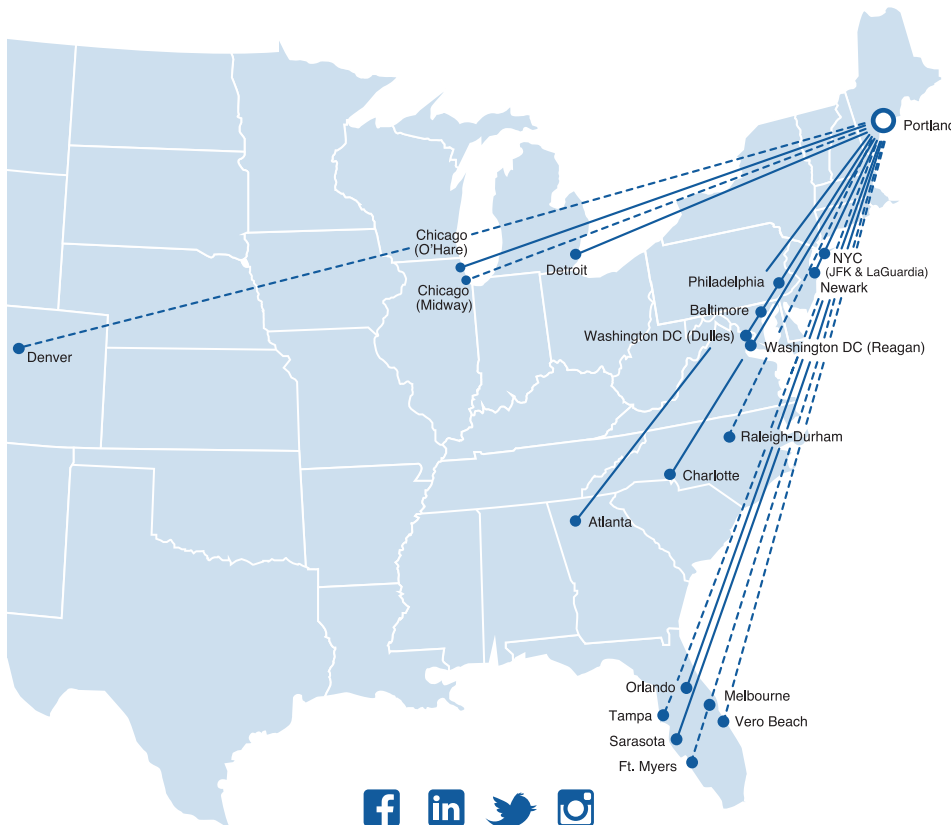 Portland
Chicago
(O'Hare)
Detroit
NYC
(JFK & LaGuardia)
Newark
Philadelphia
Chicago
(Midway)
Baltimore
Washington DC (Dulles)
Washington DC (Reagan)
Denver
Raleigh-Durham
Charlotte
Atlanta
Orlando
Melbourne
Tampa
Vero Beach
Sarasota
Ft. Myers